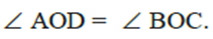 ∠ AOD = ∠ BOC.